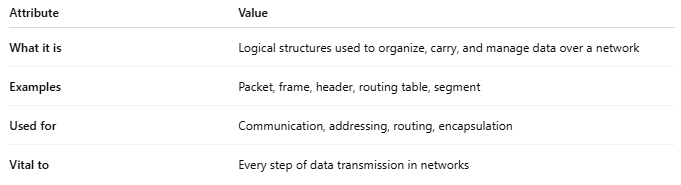 Attribute Value
What it is Logical structures used to organize, carry, and manage data over a network
Examples Packet, frame, header, routing table, segment
Used for Communication, addressing, routing, encapsulation
Vital to Every step of data transmission in networks